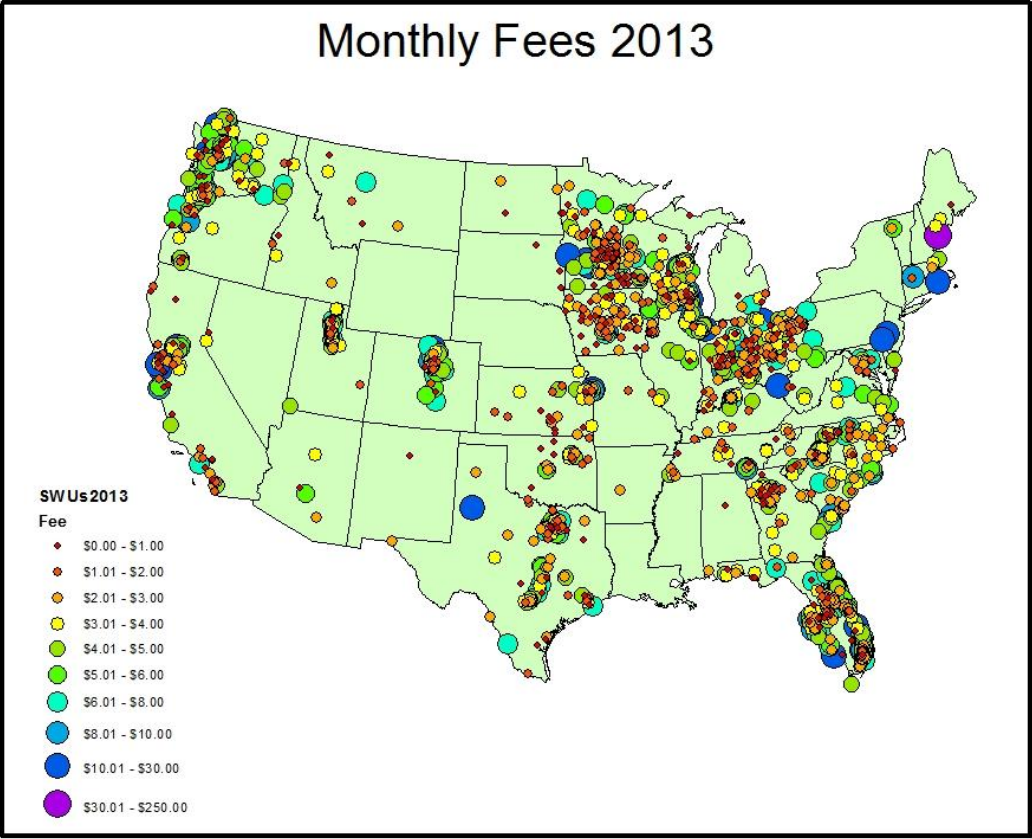 Monthly Fees 2013
SWUs2013
Fee
$0.00 - $1.00
$1.01 - $2.00
$2.01 - $3.00
$3.01 - $4.00
$4.01 - $5.00
$5.01 - $6.00
$6.01 - $8.00
$8.01 - $10.00
$10.01 - $30.00
$30.01 - $250.00